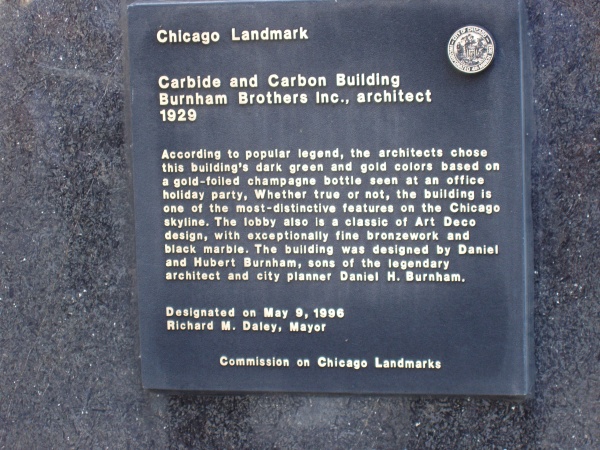 Chicago Landmark
Carbide and Carbon Building
Burnham Brothers Inc., architect
1929
According to popular legend, the architects chose
this building's dark green and gold colors based on
a gold-foiled champagne bottle seen at an office
holiday party. Whether true or not, the building is
one of the most-distinctive features on the Chicago
skyline. The lobby also is a classic of Art Deco
design, with exceptionally fine bronzework and
black marble. The building was designed by Daniel
and Hubert Burnham, sons of the legendary
architect and city planner Daniel H. Burnham.
Designated on May 9, 1996
Richard M. Daley, Mayor
Commission on Chicago Landmarks